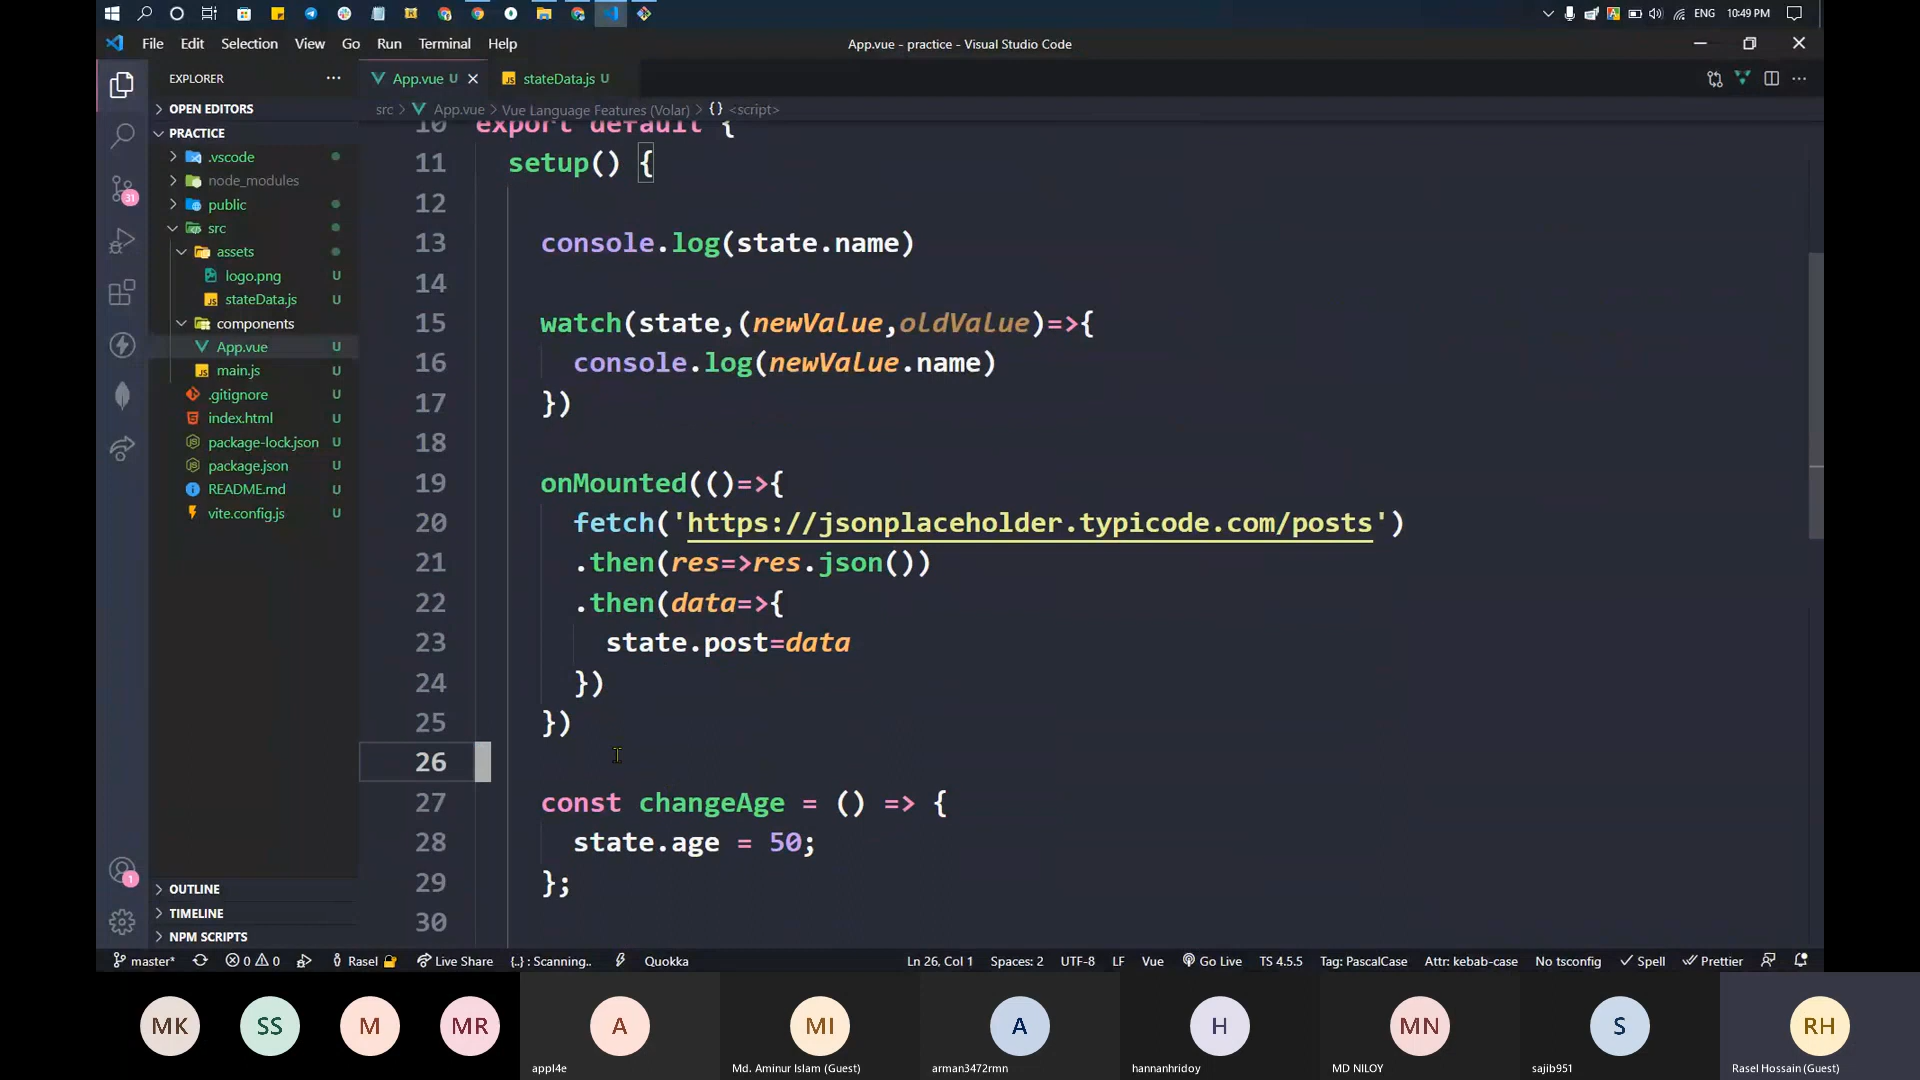 ENG 10:49 PM
File Edit Selection View Go Run Terminal Help
App.vue - practice - Visual Studio Code
EXPLORER
App.vue U
stateData.js U
OPEN EDITORS
src > App.vue > Vue Language Features (Volar) > {} <script>
PRACTICE
.vscode
node_modules
public
src
assets
logo.png U
stateData.js U
components
App.vue U
main.js U
.gitignore U
index.html U
package-lock.json U
package.json U
README.md U
vite.config.js U
OUTLINE
TIMELINE
NPM SCRIPTS
31
1
10 export default {
11 setup() {
12
13 console.log(state.name)
14
15 watch(state,(newValue,oldValue)=>{
16 console.log(newValue.name)
17 })
18
19 onMounted(()=>{
20 fetch('https://jsonplaceholder.typicode.com/posts')
21 .then(res=>res.json())
22 .then(data=>{
23 state.post=data
24 })
25 })
26
27 const changeAge = () => {
28 state.age = 50;
29 };
30
master* 0 0 Rasel Live Share {..} : Scanning.. Quokka Ln 26, Col 1 Spaces: 2 UTF-8 LF Vue Go Live TS 4.5.5 Tag: PascalCase Attr: kebab-case No tsconfig Spell Prettier
MK SS M MR A MI A H MN S RH
appl4e Md. Aminur Islam (Guest) arman3472rmn hannanhridoy MD NILOY sajib951 Rasel Hossain (Guest)